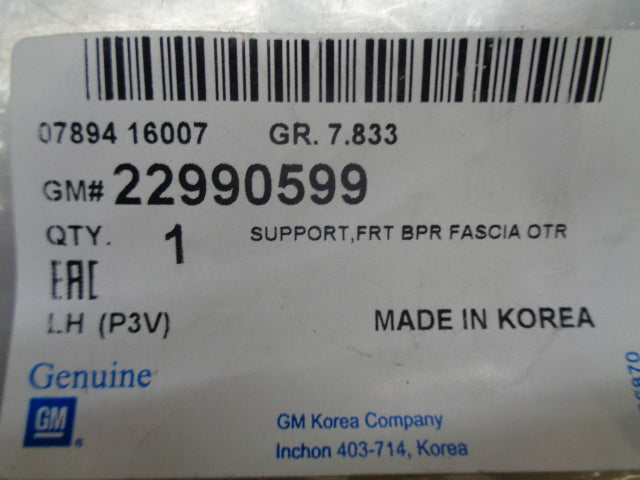 07894 16007 GR. 7.833
GM# 22990599
QTY. 1 SUPPORT,FRT BPR FASCIA OTR
EAC
LH (P3V) MADE IN KOREA
Genuine
GM ®
GM Korea Company
Inchon 403-714, Korea